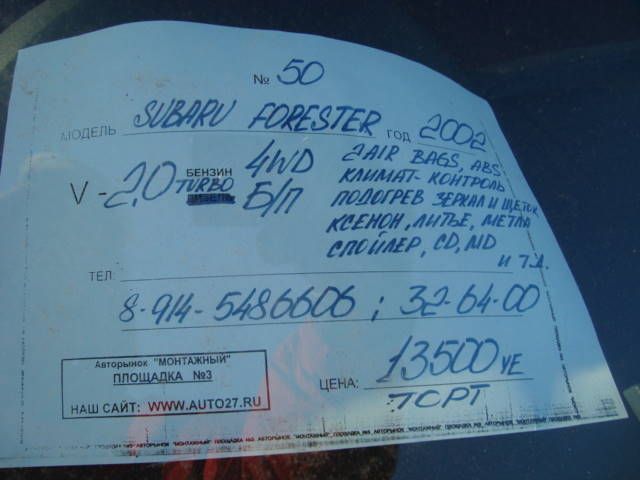 № 50
МОДЕЛЬ SUBARU FORESTER ГОД 2002
V - 2,0 TURBO БЕНЗИН 4WD Б/П
2 AIR BAGS, ABS
КЛИМАТ-КОНТРОЛЬ
ПОДОГРЕВ ЗЕРКАЛ И ЩЕТОК
КСЕНОН, ЛИТЬЕ, МЕТЛА
СПОЙЛЕР, CD, MD
И Т.Д.
ТЕЛ
8-914-5486606 ; 32-64-00
Авторынок "МОНТАЖНЫЙ"
ПЛОЩАДКА №3
НАШ САЙТ: WWW.AUTO27.RU
ЦЕНА: 13500 УЕ
ТОРГ